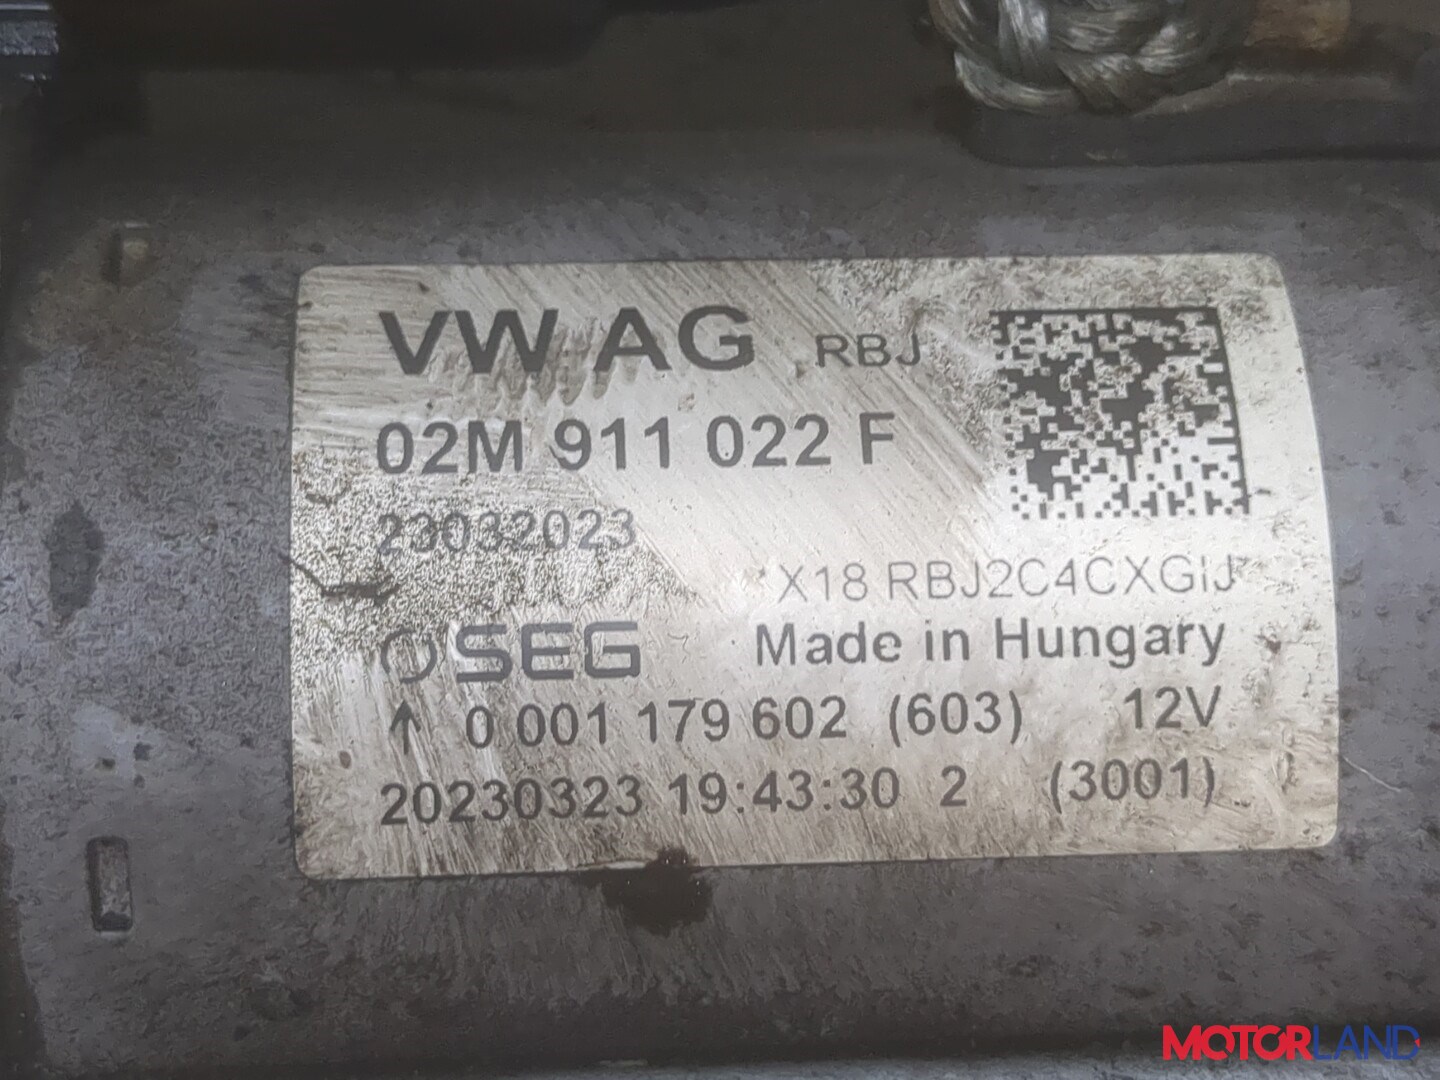 VW AG RBJ
02M 911 022 F
23032023
X18 RBJ2C4CXGIJ
SEG
Made in Hungary
↑ 0 001 179 602 (603) 12V
20230323 19:43:30 2 (3001)
MOTORLAND